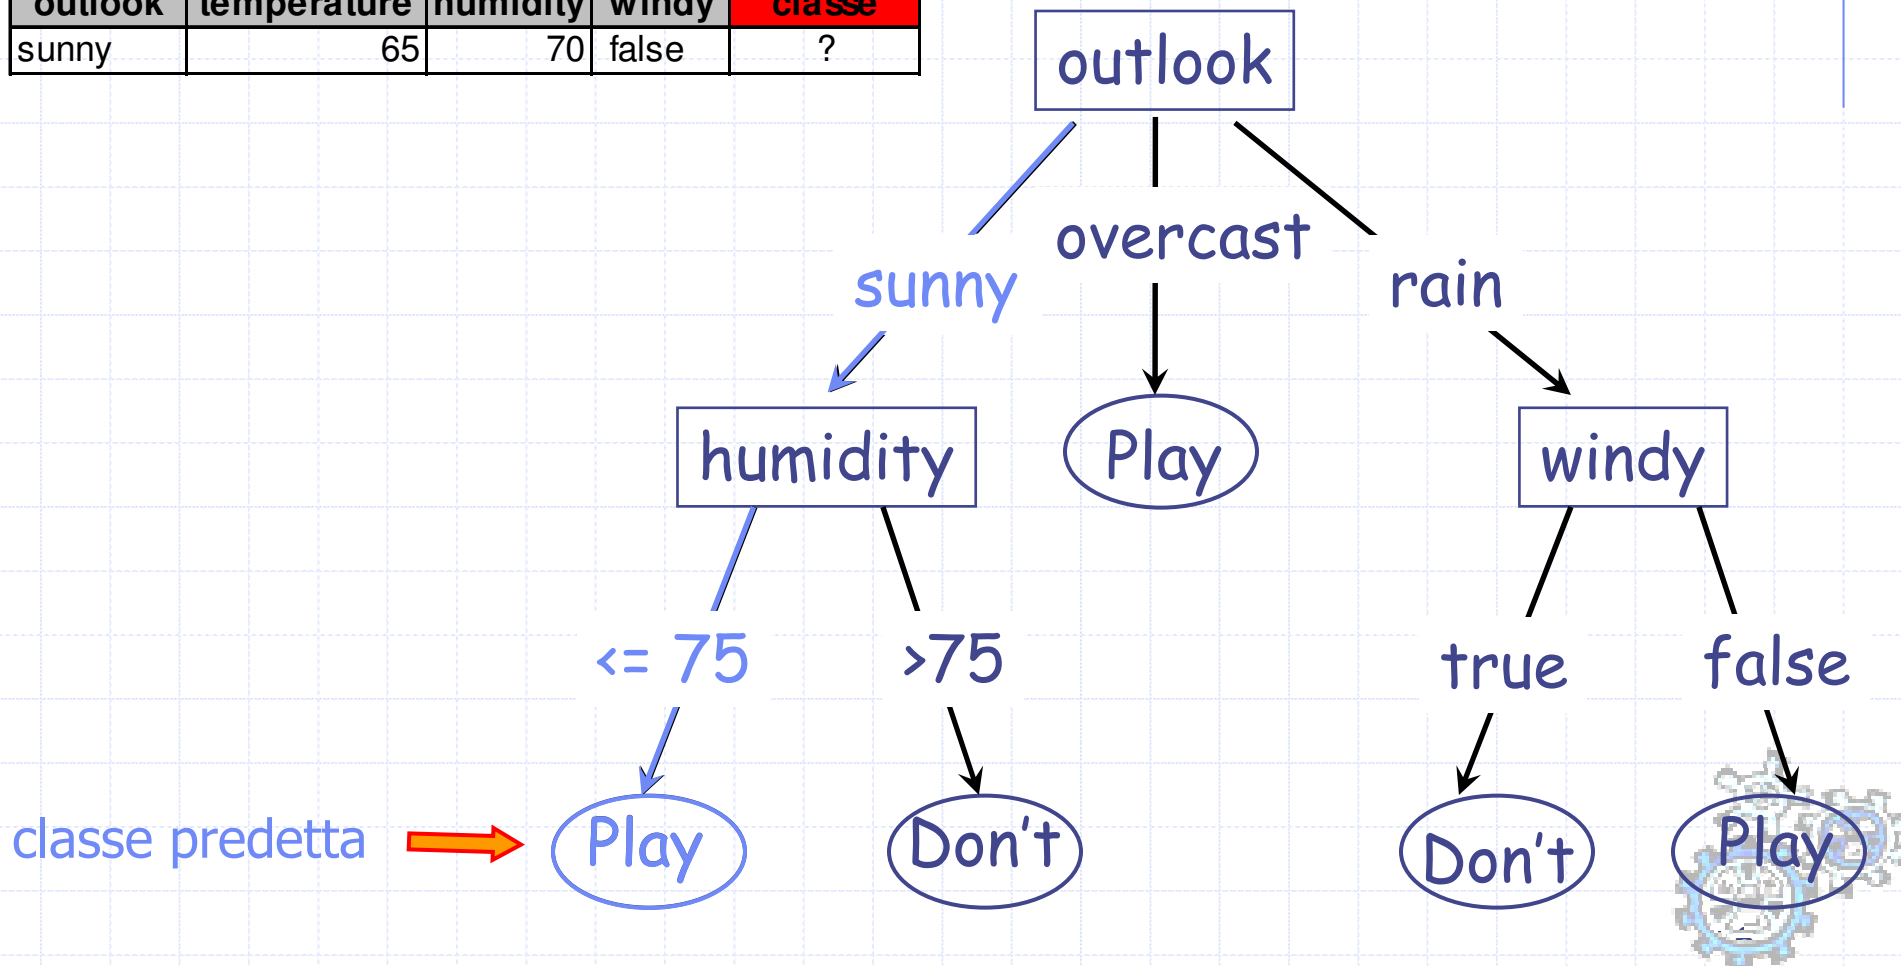 outlook temperature humidity windy classe
sunny 65 70 false ?
outlook
sunny overcast rain
humidity Play windy
<= 75 >75 true false
classe predetta Play Don't Don't Play